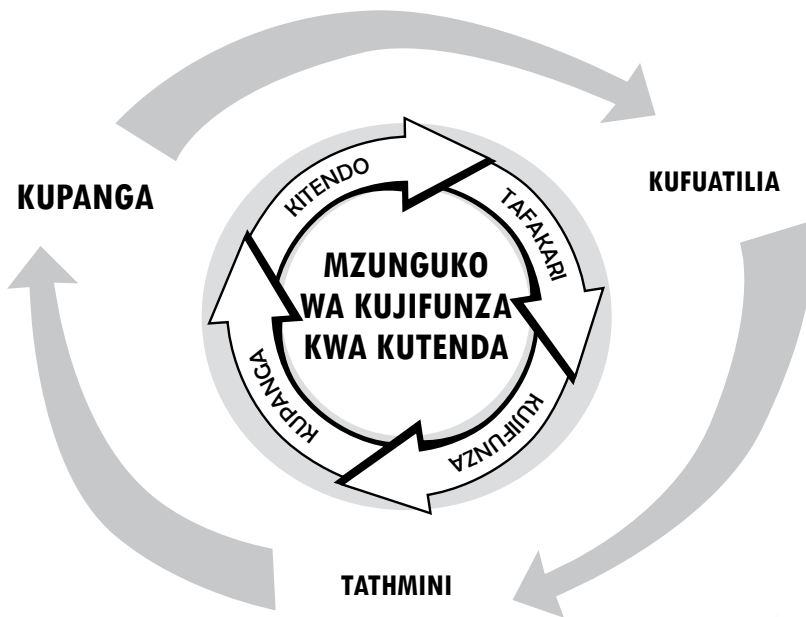 KUPANGA
KUFUATILIA
TATHMINI
KITENDO
TAFAKARI
KUJIFUNZA
KUPANGA
MZUNGUKO
WA KUJIFUNZA
KWA KUTENDA